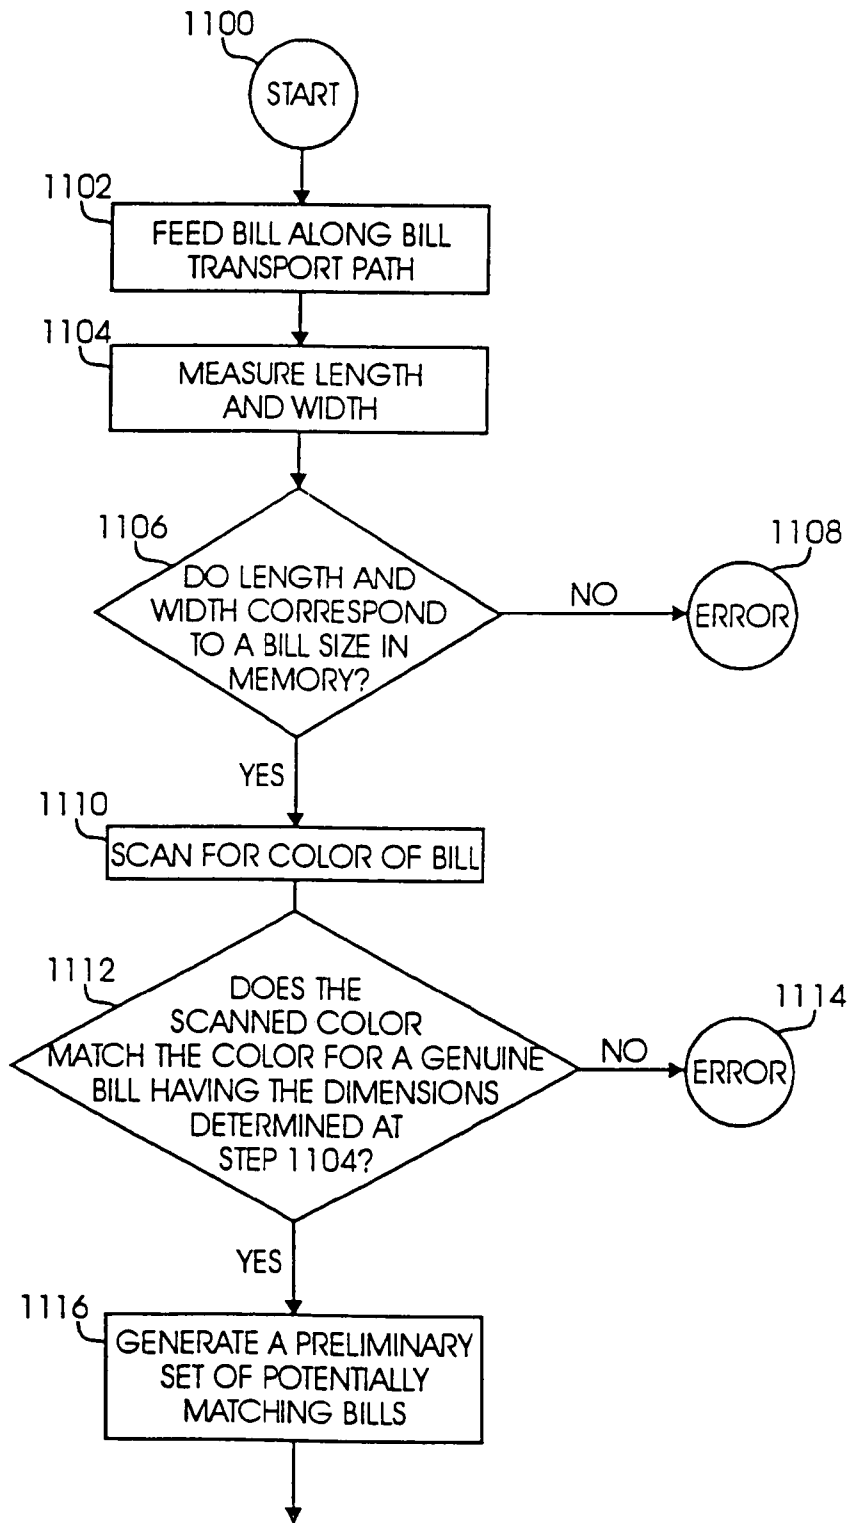 1100
START
1102
FEED BILL ALONG BILL
TRANSPORT PATH
1104
MEASURE LENGTH
AND WIDTH
1106
DO LENGTH AND
WIDTH CORRESPOND
TO A BILL SIZE IN
MEMORY?
NO
1108
ERROR
YES
1110
SCAN FOR COLOR OF BILL
1112
DOES THE
SCANNED COLOR
MATCH THE COLOR FOR A GENUINE
BILL HAVING THE DIMENSIONS
DETERMINED AT
STEP 1104?
NO
1114
ERROR
YES
1116
GENERATE A PRELIMINARY
SET OF POTENTIALLY
MATCHING BILLS